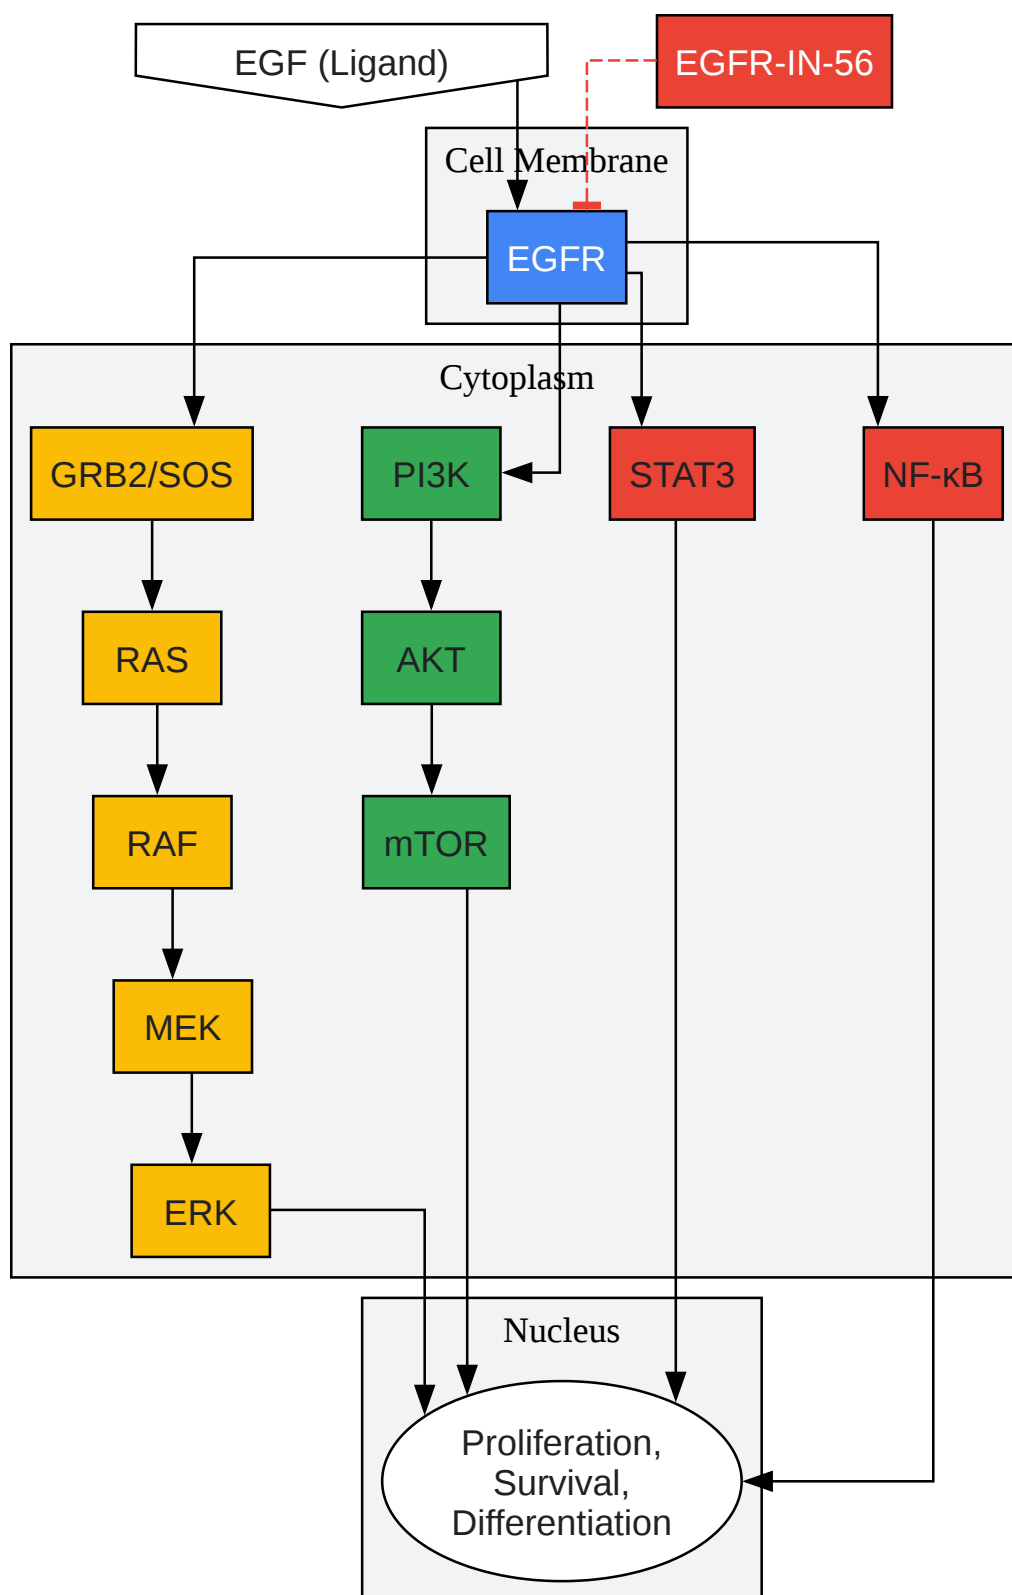 EGF (Ligand)
EGFR-IN-56
Cell Membrane
EGFR
Cytoplasm
GRB2/SOS
PI3K
STAT3
NF-κB
RAS
AKT
RAF
mTOR
MEK
ERK
Nucleus
Proliferation,
Survival,
Differentiation